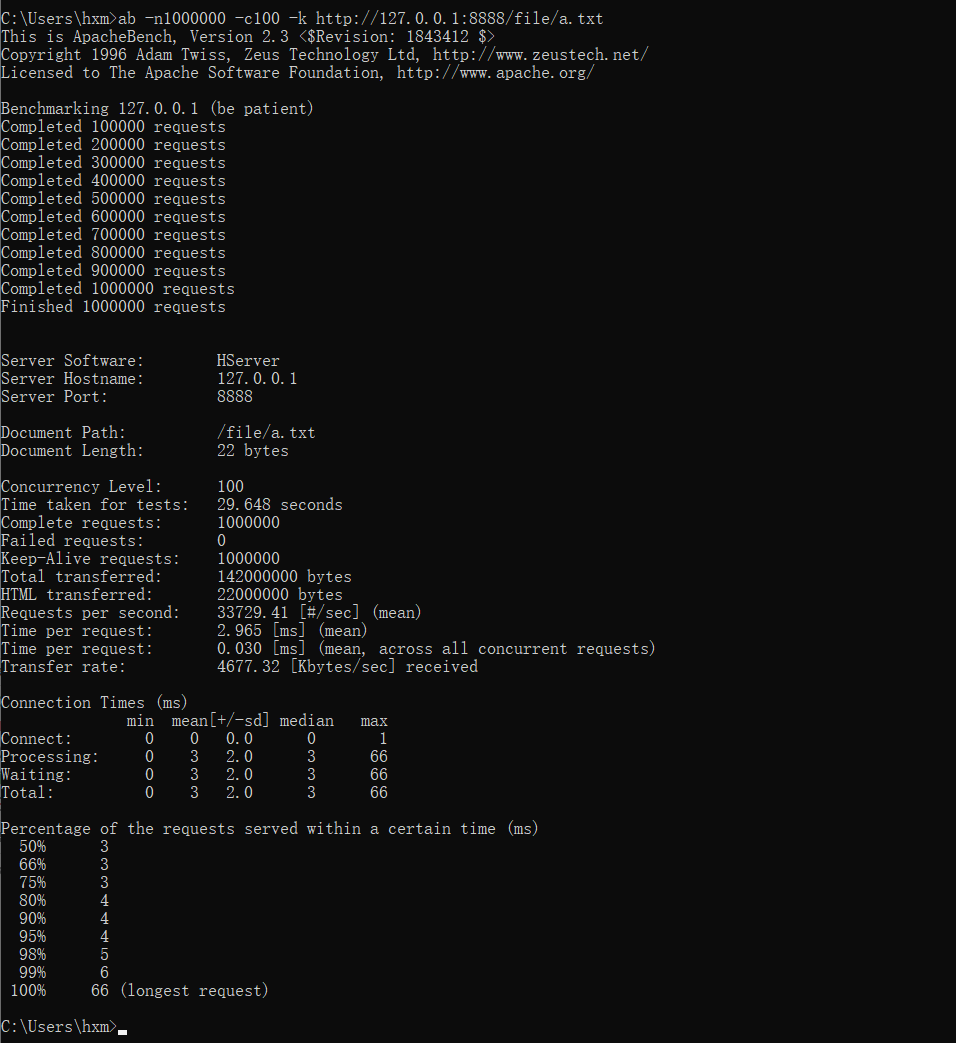 C:\Users\hxm>ab -n1000000 -c100 -k http://127.0.0.1:8888/file/a.txt
This is ApacheBench, Version 2.3 <$Revision: 1843412 $>
Copyright 1996 Adam Twiss, Zeus Technology Ltd, http://www.zeustech.net/
Licensed to The Apache Software Foundation, http://www.apache.org/

Benchmarking 127.0.0.1 (be patient)
Completed 100000 requests
Completed 200000 requests
Completed 300000 requests
Completed 400000 requests
Completed 500000 requests
Completed 600000 requests
Completed 700000 requests
Completed 800000 requests
Completed 900000 requests
Completed 1000000 requests
Finished 1000000 requests


Server Software:        HServer
Server Hostname:        127.0.0.1
Server Port:            8888

Document Path:          /file/a.txt
Document Length:        22 bytes

Concurrency Level:      100
Time taken for tests:   29.648 seconds
Complete requests:      1000000
Failed requests:        0
Keep-Alive requests:    1000000
Total transferred:      142000000 bytes
HTML transferred:       22000000 bytes
Requests per second:    33729.41 [#/sec] (mean)
Time per request:       2.965 [ms] (mean)
Time per request:       0.030 [ms] (mean, across all concurrent requests)
Transfer rate:          4677.32 [Kbytes/sec] received

Connection Times (ms)
              min  mean[+/-sd] median   max
Connect:        0    0   0.0      0       1
Processing:     0    3   2.0      3      66
Waiting:        0    3   2.0      3      66
Total:          0    3   2.0      3      66

Percentage of the requests served within a certain time (ms)
  50%      3
  66%      3
  75%      3
  80%      4
  90%      4
  95%      4
  98%      5
  99%      6
 100%     66 (longest request)

C:\Users\hxm>